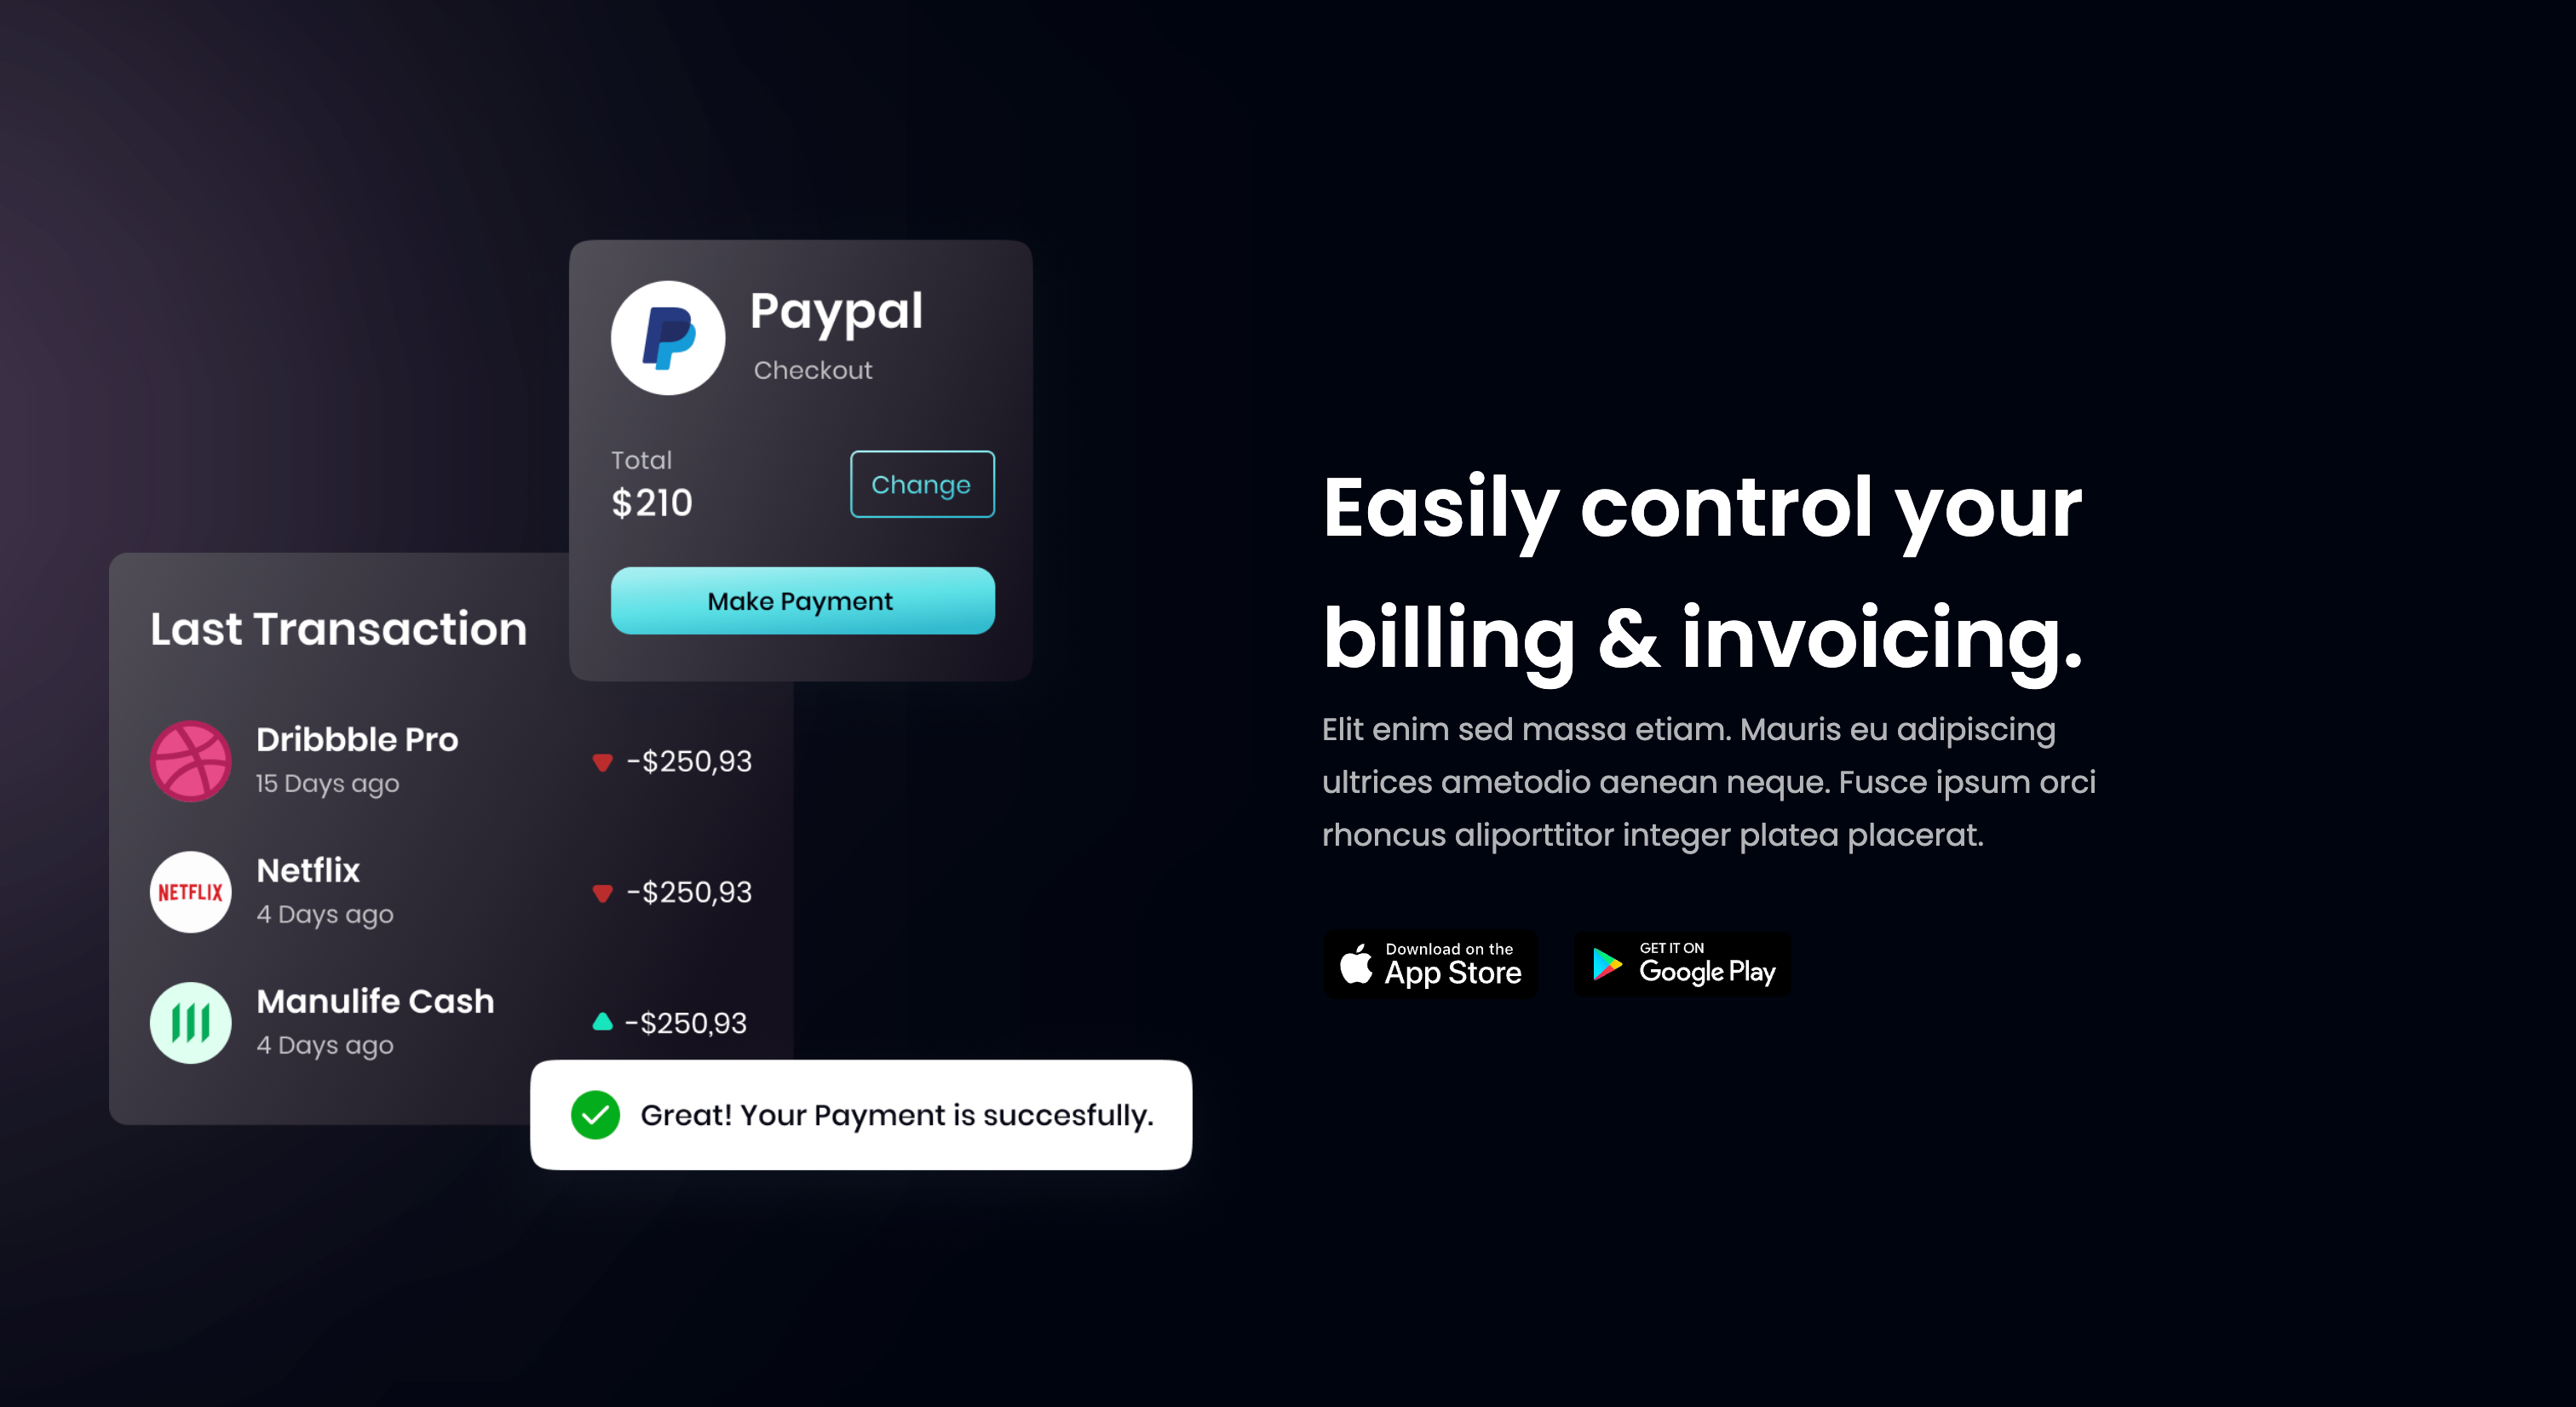 Paypal
Checkout
Total
$210
Change
Make Payment
Last Transaction
Dribbble Pro
15 Days ago
-$250,93
NETFLIX
Netflix
4 Days ago
-$250,93
Manulife Cash
4 Days ago
-$250,93
Great! Your Payment is succesfully.
Easily control your
billing & invoicing.
Elit enim sed massa etiam. Mauris eu adipiscing
ultrices ametodio aenean neque. Fusce ipsum orci
rhoncus aliporttitor integer platea placerat.
Download on the
App Store
GET IT ON
Google Play